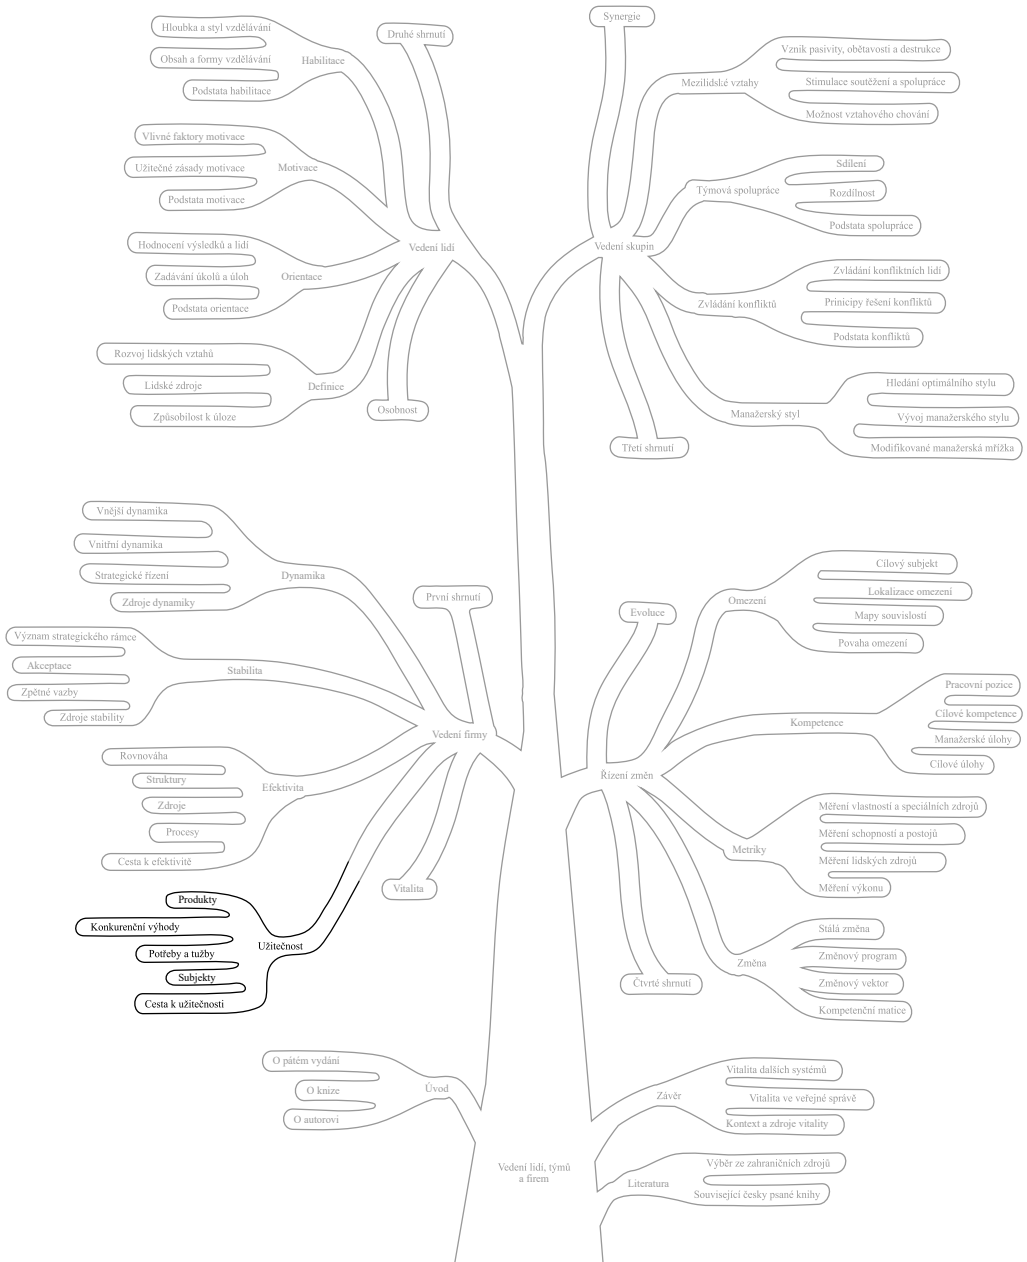 Synergie
Hloubka a styl vzdělávání
Druhé shrnutí
Vznik pasivity, obětavosti a destrukce
Obsah a formy vzdělávání
Habilitace
Mezilidské vztahy
Stimulace soutěžení a spolupráce
Podstata habilitace
Možnost vztahového chování
Vlivné faktory motivace
Užitečné zásady motivace
Motivace
Podstata motivace
Sdílení
Týmová spolupráce
Rozdílnost
Podstata spolupráce
Hodnocení výsledků a lidí
Vedení lidí
Vedení skupin
Zadávání úkolů a úloh
Orientace
Podstata orientace
Zvládání konfliktních lidí
Zvládání konfliktů
Prinicipy řešení konfliktů
Podstata konfliktů
Rozvoj lidských vztahů
Lidské zdroje
Definice
Způsobilost k úloze
Osobnost
Hledání optimálního stylu
Manažerský styl
Vývoj manažerského stylu
Třetí shrnutí
Modifikované manažerská mřížka
Vnější dynamika
Vnitřní dynamika
Strategické řízení
Dynamika
Zdroje dynamiky
První shrnutí
Evoluce
Cílový subjekt
Lokalizace omezení
Omezení
Mapy souvislostí
Povaha omezení
Význam strategického rámce
Akceptace
Stabilita
Zpětné vazby
Zdroje stability
Pracovní pozice
Cílové kompetence
Kompetence
Manažerské úlohy
Cílové úlohy
Vedení firmy
Řízení změn
Rovnováha
Struktury
Efektivita
Zdroje
Procesy
Cesta k efektivitě
Vitalita
Měření vlastností a speciálních zdrojů
Měření schopností a postojů
Metriky
Měření lidských zdrojů
Měření výkonu
Produkty
Konkurenční výhody
Užitečnost
Potřeby a tužby
Subjekty
Cesta k užitečnosti
Stálá změna
Změnový program
Změna
Změnový vektor
Čtvrté shrnutí
Kompetenční matice
O pátém vydání
O knize
Úvod
O autorovi
Vitalita dalších systémů
Závěr
Vitalita ve veřejné správě
Kontext a zdroje vitality
Vedení lidí, týmů
a firem
Výběr ze zahraničních zdrojů
Literatura
Související česky psané knihy